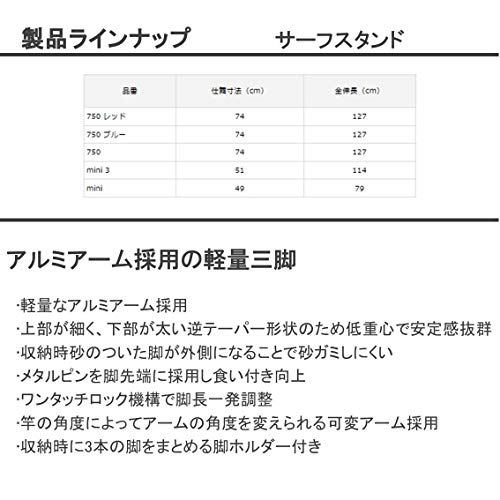 製品ラインナップ サーフスタンド
品番 仕舞寸法（cm） 全伸長（cm）
750 レッド 74 127
750 ブルー 74 127
750 74 127
mini 3 51 114
mini 49 79
アルミアーム採用の軽量三脚
·軽量なアルミアーム採用
·上部が細く、下部が太い逆テーパー形状のため低重心で安定感抜群
·収納時砂のついた脚が外側になることで砂ガミしにくい
·メタルピンを脚先端に採用し食い付き向上
·ワンタッチロック機構で脚長一発調整
·竿の角度によってアームの角度を変えられる可変アーム採用
·収納時に3本の脚をまとめる脚ホルダー付き